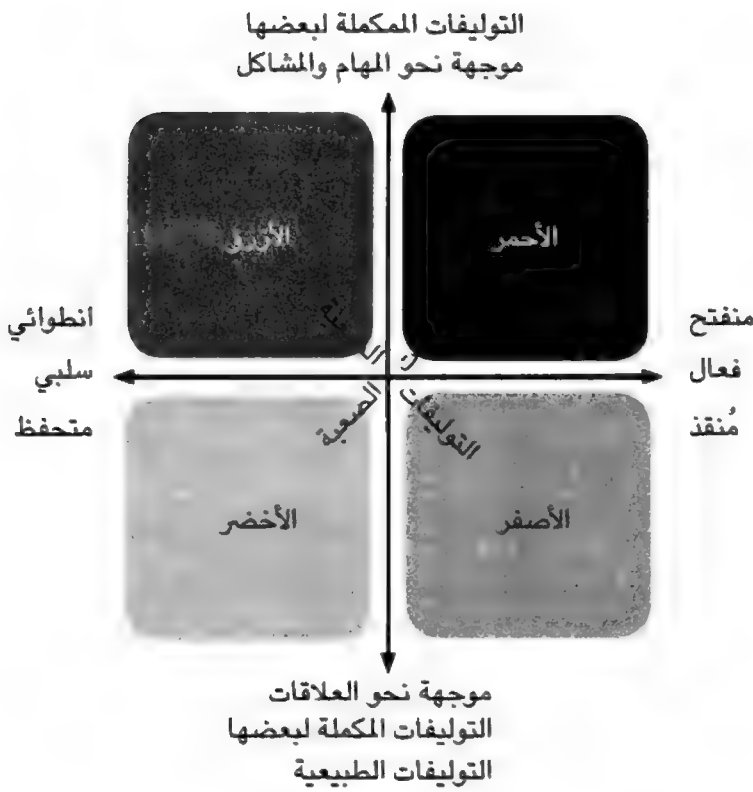 التوليفات الممكملة لبعضها
موجهة نحو المهام والمشاكل
الأحمر
الأزرق
منفتح
فعال
مُنقذ
انطوائي
سلبي
متحفظ
التوليفات
الصعبة
الأصفر
الأخضر
موجهة نحو العلاقات
التوليفات المكملة لبعضها
التوليفات الطبيعية